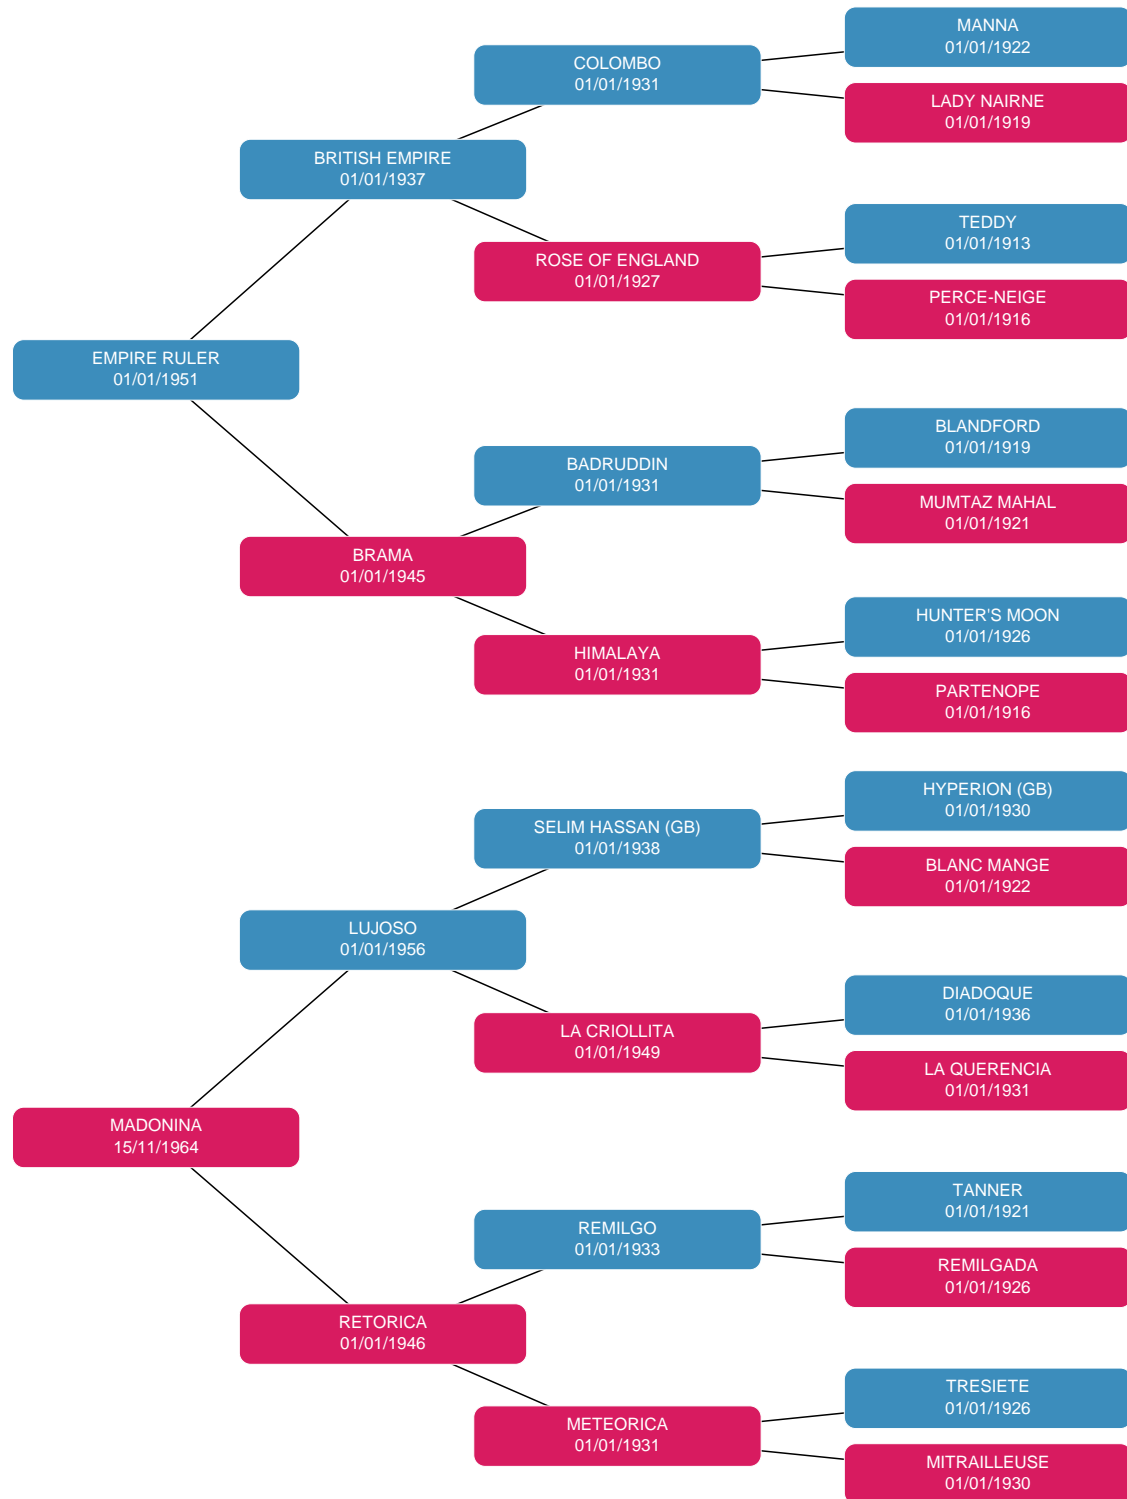 MANNA
01/01/1922
COLOMBO
01/01/1931
LADY NAIRNE
01/01/1919
BRITISH EMPIRE
01/01/1937
TEDDY
01/01/1913
ROSE OF ENGLAND
01/01/1927
PERCE-NEIGE
01/01/1916
EMPIRE RULER
01/01/1951
BLANDFORD
01/01/1919
BADRUDDIN
01/01/1931
MUMTAZ MAHAL
01/01/1921
BRAMA
01/01/1945
HUNTER'S MOON
01/01/1926
HIMALAYA
01/01/1931
PARTENOPE
01/01/1916
HYPERION (GB)
01/01/1930
SELIM HASSAN (GB)
01/01/1938
BLANC MANGE
01/01/1922
LUJOSO
01/01/1956
DIADOQUE
01/01/1936
LA CRIOLLITA
01/01/1949
LA QUERENCIA
01/01/1931
MADONINA
15/11/1964
TANNER
01/01/1921
REMILGO
01/01/1933
REMILGADA
01/01/1926
RETORICA
01/01/1946
TRESIETE
01/01/1926
METEORICA
01/01/1931
MITRAILLEUSE
01/01/1930